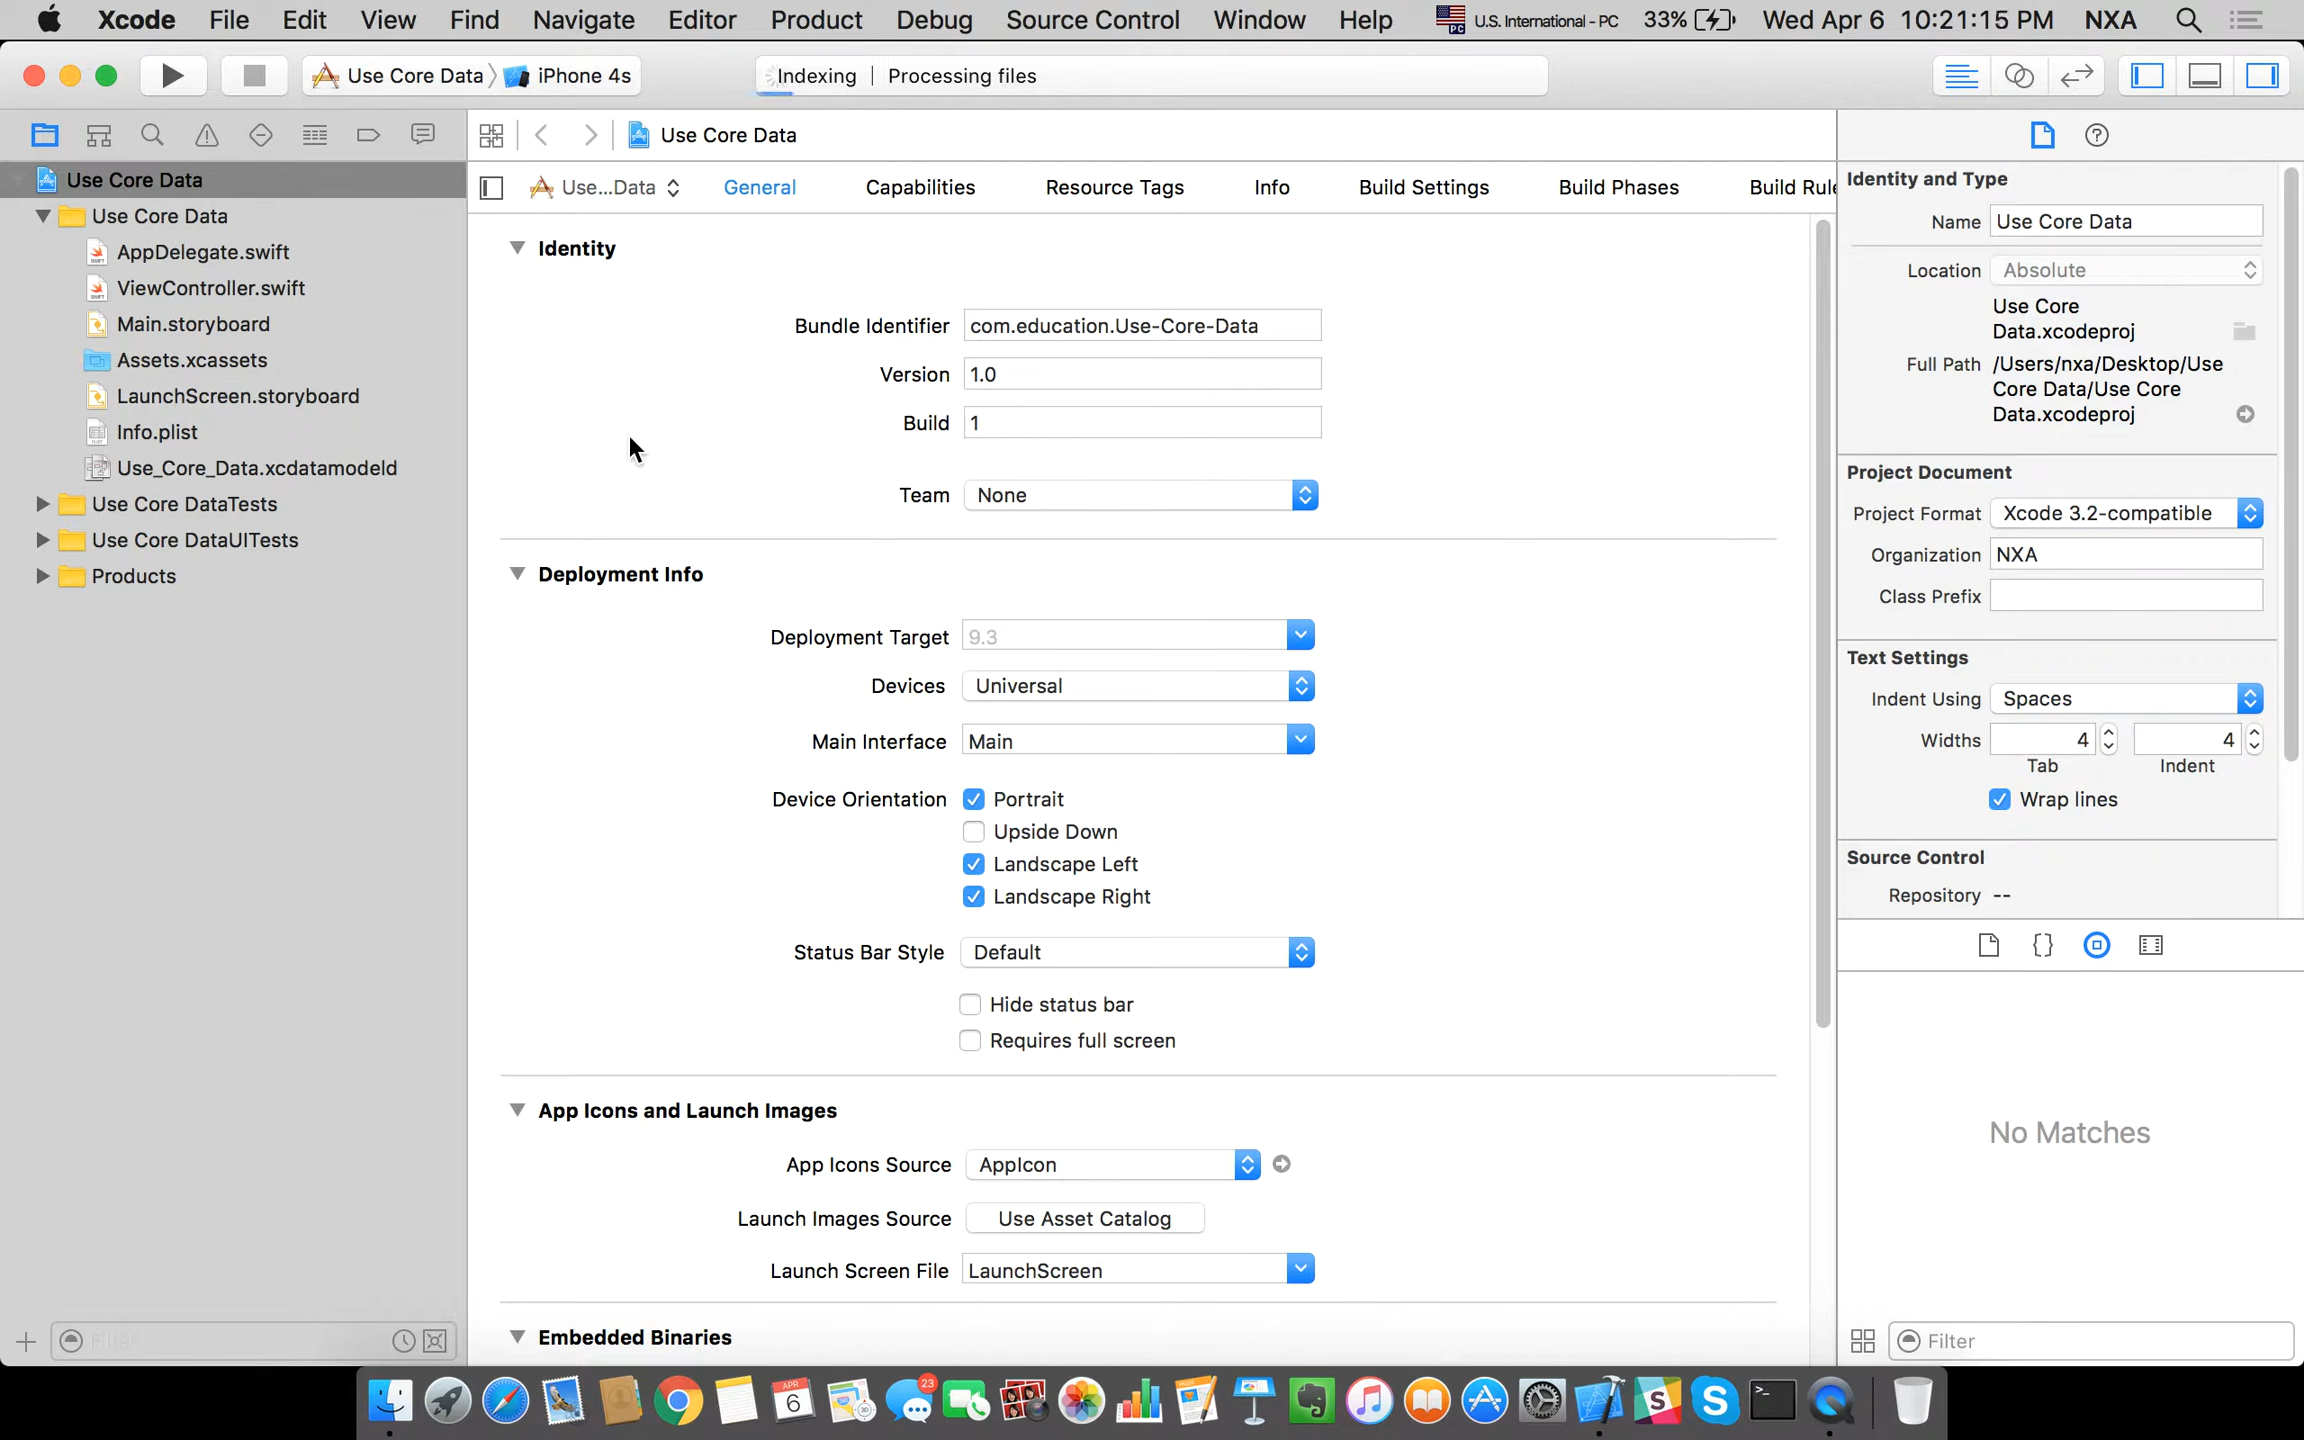 Xcode File Edit View Find Navigate Editor Product Debug Source Control Window Help U.S. International - PC 33% Wed Apr 6 10:21:15 PM NXA
Use Core Data iPhone 4s Indexing Processing files
Use Core Data
Use...Data General Capabilities Resource Tags Info Build Settings Build Phases Build Rule
Use Core Data
Use Core Data
AppDelegate.swift
ViewController.swift
Main.storyboard
Assets.xcassets
LaunchScreen.storyboard
Info.plist
Use_Core_Data.xcdatamodeld
Use Core DataTests
Use Core DataUITests
Products
Filter
Identity
Bundle Identifier com.education.Use-Core-Data
Version 1.0
Build 1
Team None
Deployment Info
Deployment Target 9.3
Devices Universal
Main Interface Main
Device Orientation Portrait
Upside Down
Landscape Left
Landscape Right
Status Bar Style Default
Hide status bar
Requires full screen
App Icons and Launch Images
App Icons Source AppIcon
Launch Images Source Use Asset Catalog
Launch Screen File LaunchScreen
Embedded Binaries
Identity and Type
Name Use Core Data
Location Absolute
Use Core
Data.xcodeproj
Full Path /Users/nxa/Desktop/Use
Core Data/Use Core
Data.xcodeproj
Project Document
Project Format Xcode 3.2-compatible
Organization NXA
Class Prefix
Text Settings
Indent Using Spaces
Widths 4 4
Tab Indent
Wrap lines
Source Control
Repository --
{}
No Matches
Filter
23
APR
6